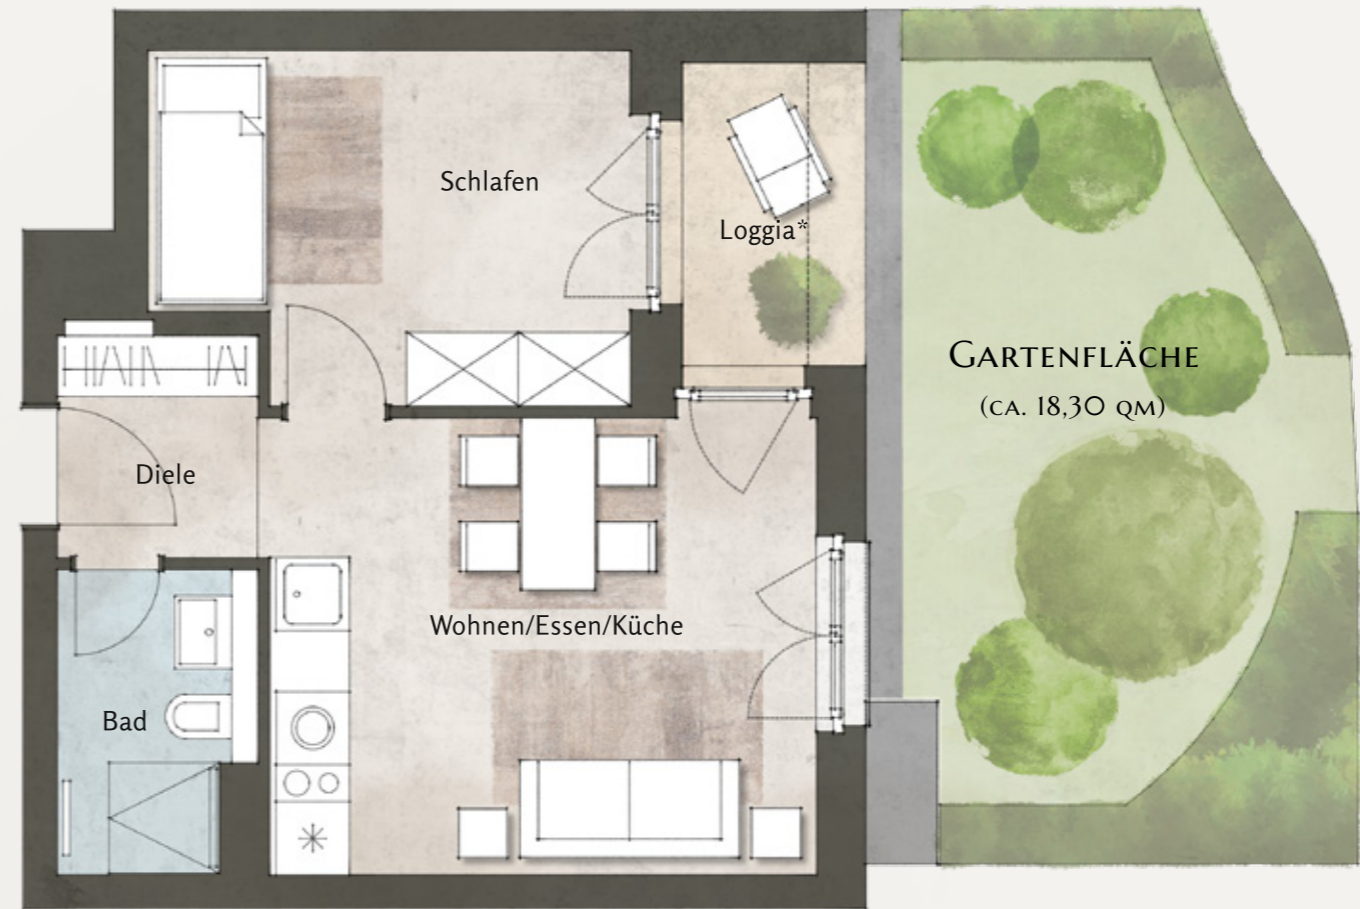 Schlafen
Loggia*
GARTENFLÄCHE
(CA. 18,30 QM)
Diele
Wohnen/Essen/Küche
Bad